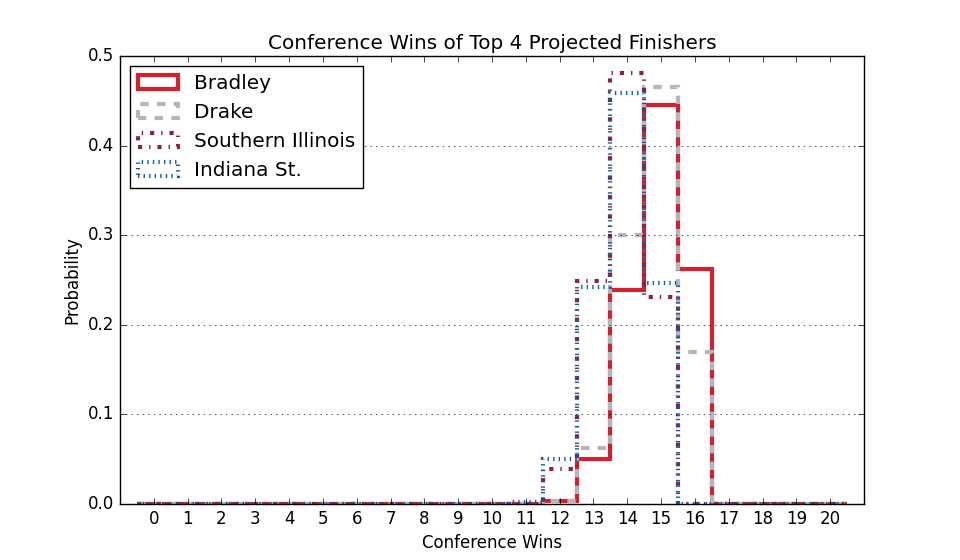 Conference Wins of Top 4 Projected Finishers
Bradley
Drake
Southern Illinois
Indiana St.
Probability
0.5
0.4
0.3
0.2
0.1
0.0
0 1 2 3 4 5 6 7 8 9 10 11 12 13 14 15 16 17 18 19 20
Conference Wins